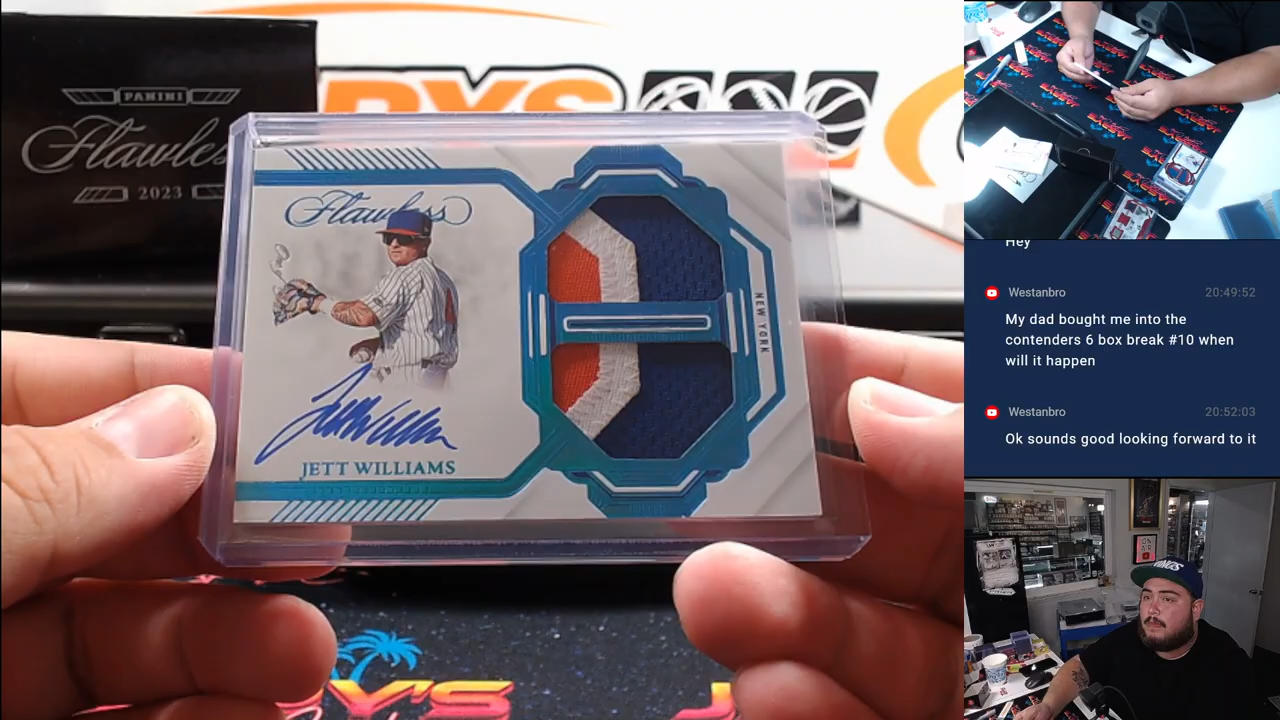 PANINI
Flawless
2023
Flawless
NEW YORK
JETT WILLIAMS
Hey
Westanbro 20:49:52
My dad bought me into the
contenders 6 box break #10 when
will it happen
Westanbro 20:52:03
Ok sounds good looking forward to it
ON
AIR